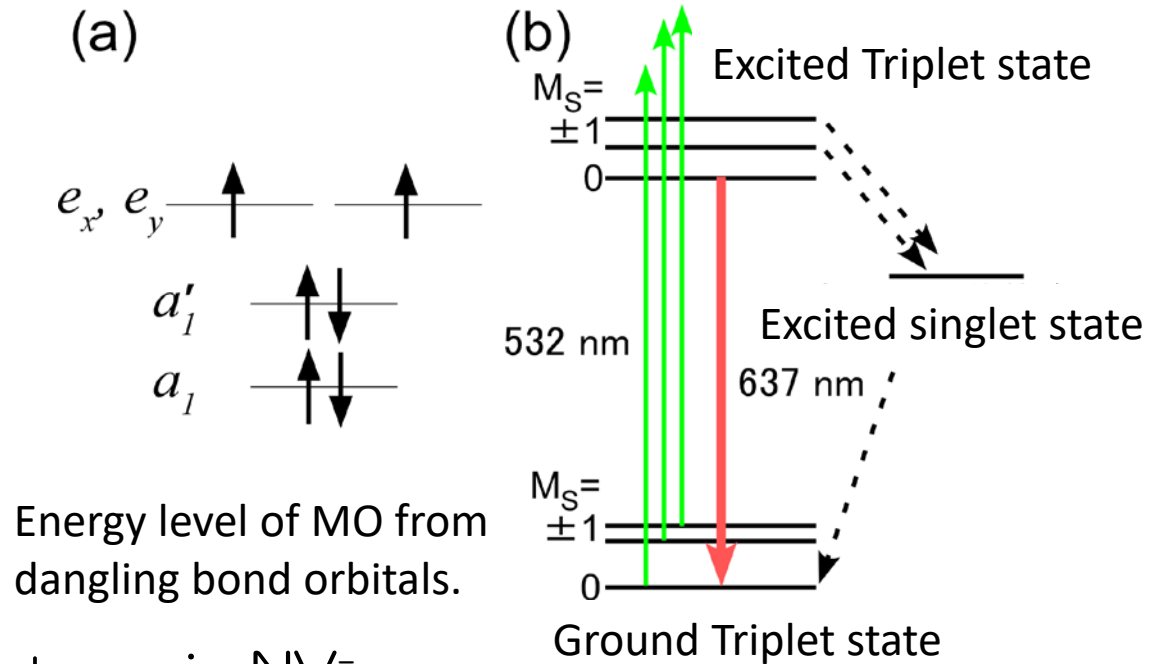 (a)
e_x, e_y
a'_1
a_1
Energy level of MO from
dangling bond orbitals.
NV⁻
(b)
Excited Triplet state
M_S=
±1
0
Excited singlet state
532 nm
637 nm
M_S=
±1
0
Ground Triplet state